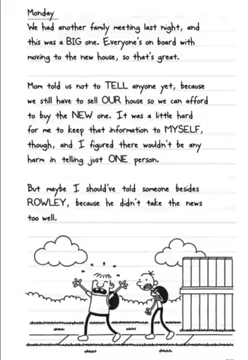 Monday
We had another family meeting last night, and
this was a BIG one. Everyone's on board with
moving to the new house, so that's great.
Mom told us not to TELL anyone yet, because
we still have to sell OUR house so we can afford
to buy the NEW one. It was a little hard
for me to keep that information to MYSELF,
though, and I figured there wouldn't be any
harm in telling just ONE person.
But maybe I should've told someone besides
ROWLEY, because he didn't take the news
too well.